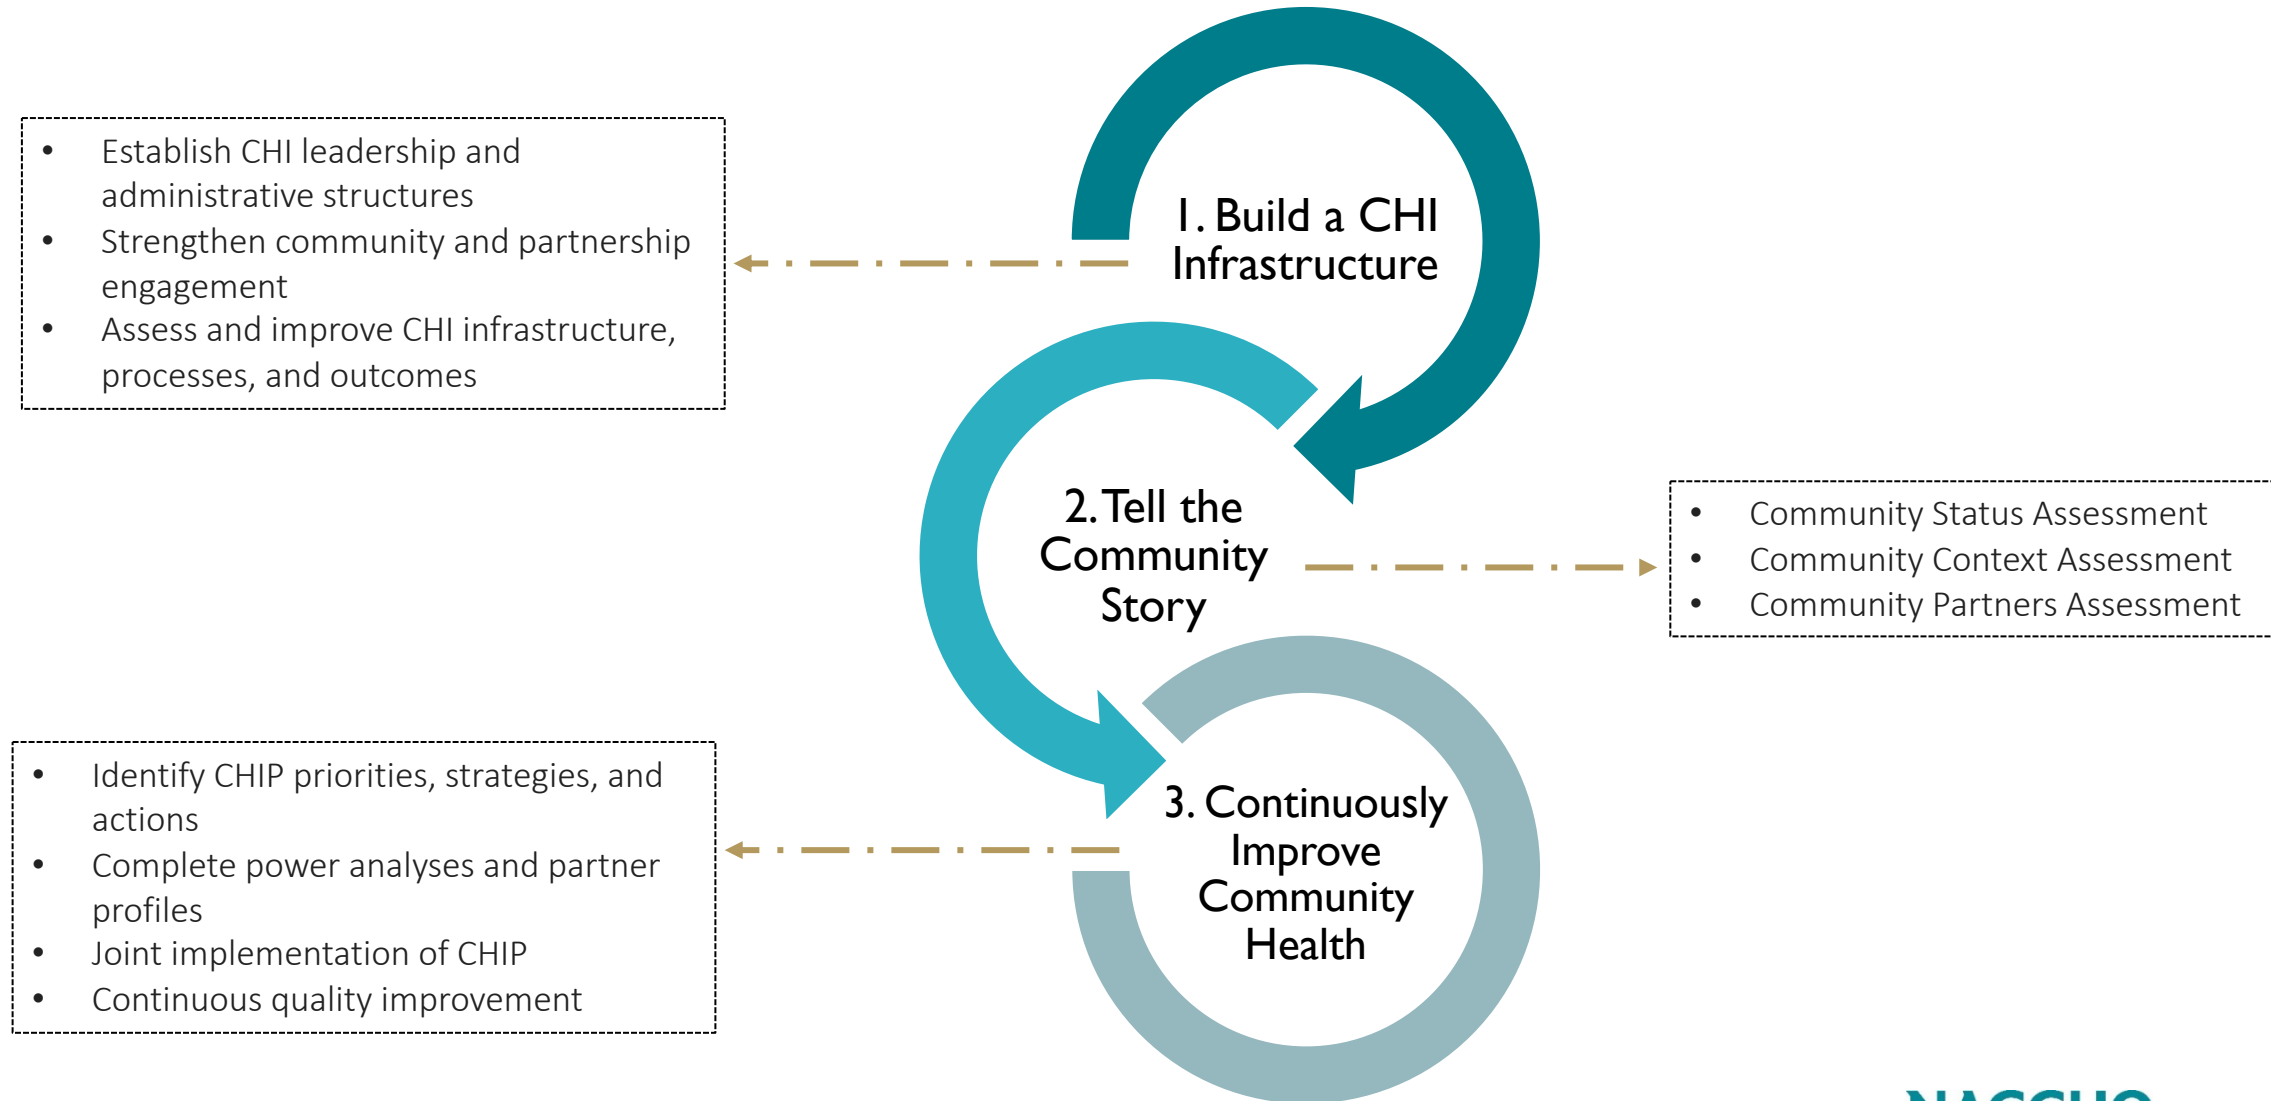 1. Build a CHI
Infrastructure
• Establish CHI leadership and
administrative structures
• Strengthen community and partnership
engagement
• Assess and improve CHI infrastructure,
processes, and outcomes
2. Tell the
Community
Story
• Community Status Assessment
• Community Context Assessment
• Community Partners Assessment
3. Continuously
Improve
Community
Health
• Identify CHIP priorities, strategies, and
actions
• Complete power analyses and partner
profiles
• Joint implementation of CHIP
• Continuous quality improvement
NACCHO